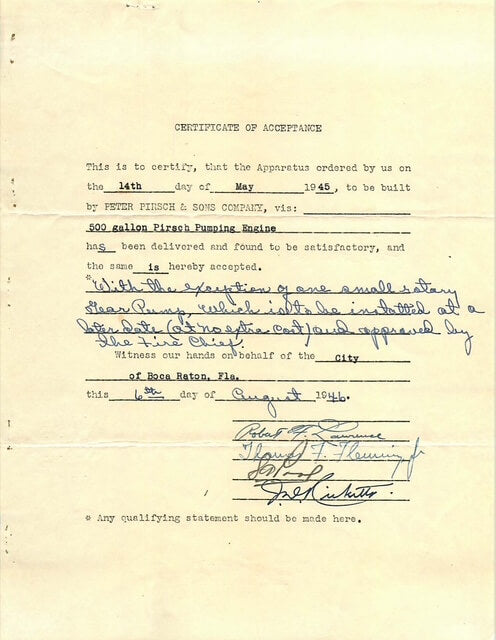 CERTIFICATE OF ACCEPTANCE
This is to certify, that the Apparatus ordered by us on
the 14th day of May 1945, to be built
by PETER PIRSCH & SONS COMPANY, vis:
500 gallon Pirsch Pumping Engine
has been delivered and found to be satisfactory, and
the same is hereby accepted.
*With the exception of one small rotary
Gear Pump, which is to be installed at a
later date (at no extra cost) and approved by
the Fire Chief.
Witness our hands on behalf of the City
of Boca Raton, Fla.
this 6th day of August 1946.
Robert F. Lawrence
Thomas F. Fleming Jr
Ricketts
* Any qualifying statement should be made here.